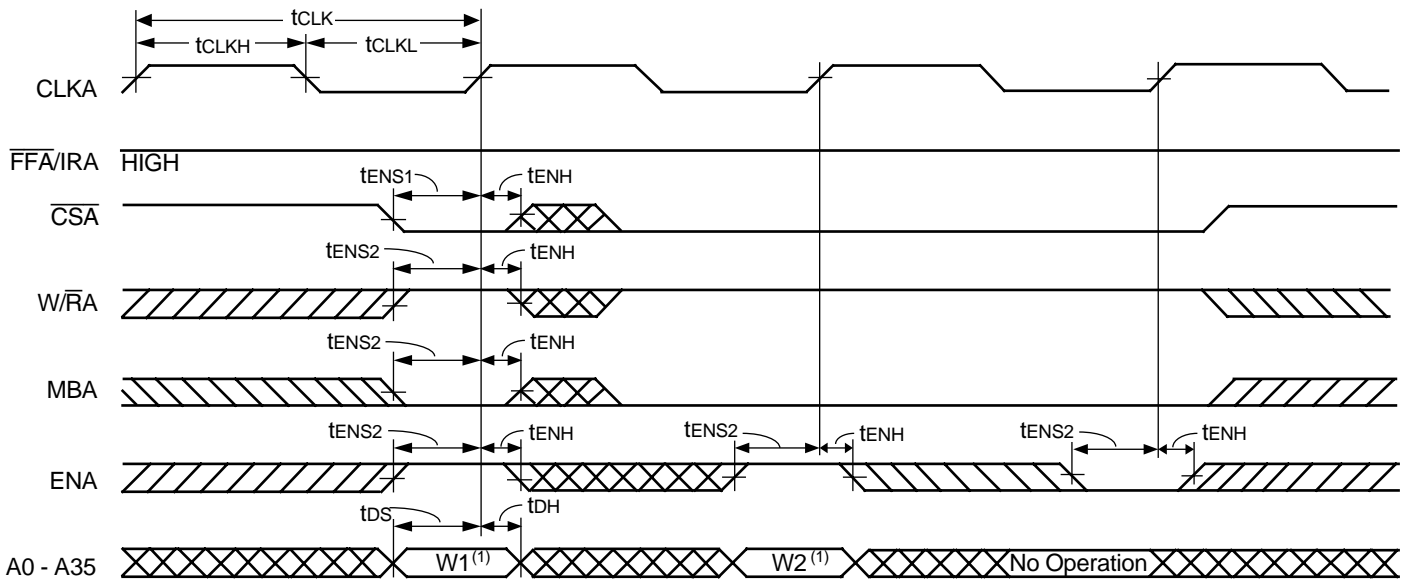 tCLK
tCLKH tCLKL
CLKA
FFA/IRA HIGH
tENS1 tENH
CSA
tENS2 tENH
W/RA
tENS2 tENH
MBA
tENS2 tENH tENS2 tENH tENS2 tENH
ENA
tDS tDH
A0 - A35 W1(1) W2(1) No Operation